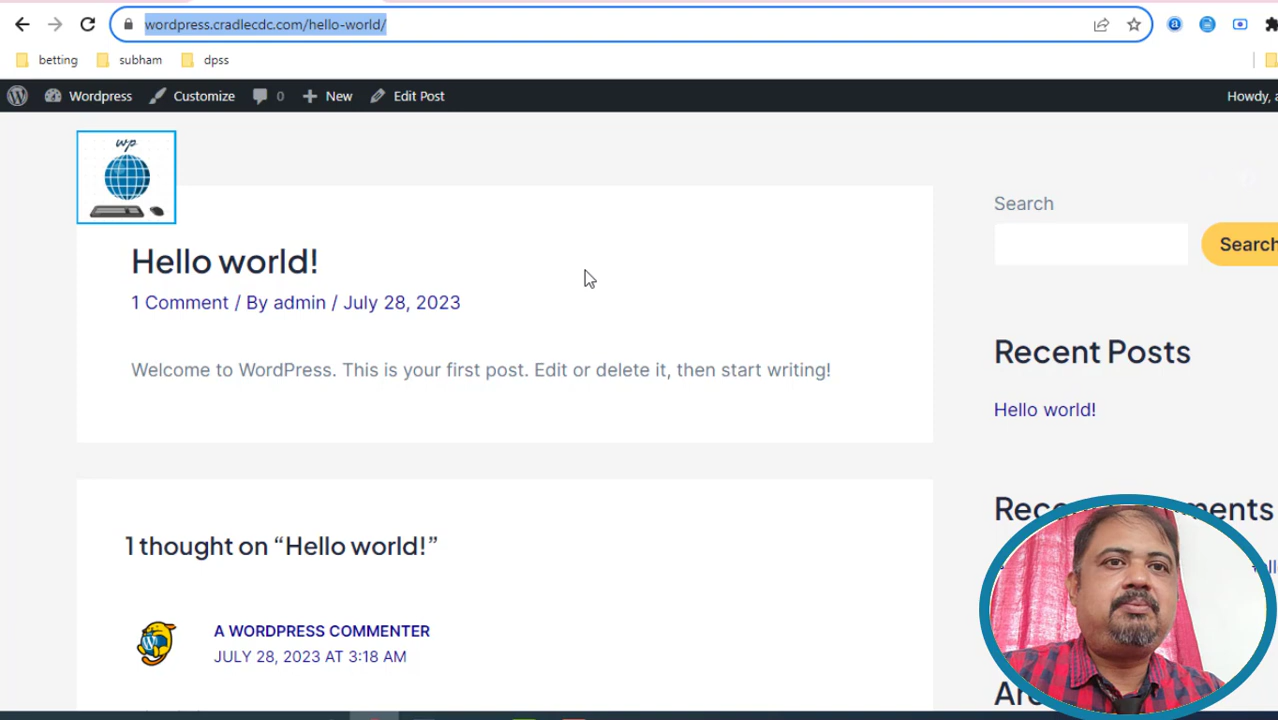 wordpress.cradlecdc.com/hello-world/
betting subham dpss
Wordpress Customize 0 New Edit Post Howdy, a
wp
Search
Search
Hello world!
1 Comment / By admin / July 28, 2023
Welcome to WordPress. This is your first post. Edit or delete it, then start writing!
Recent Posts
Hello world!
1 thought on “Hello world!”
A WORDPRESS COMMENTER
JULY 28, 2023 AT 3:18 AM